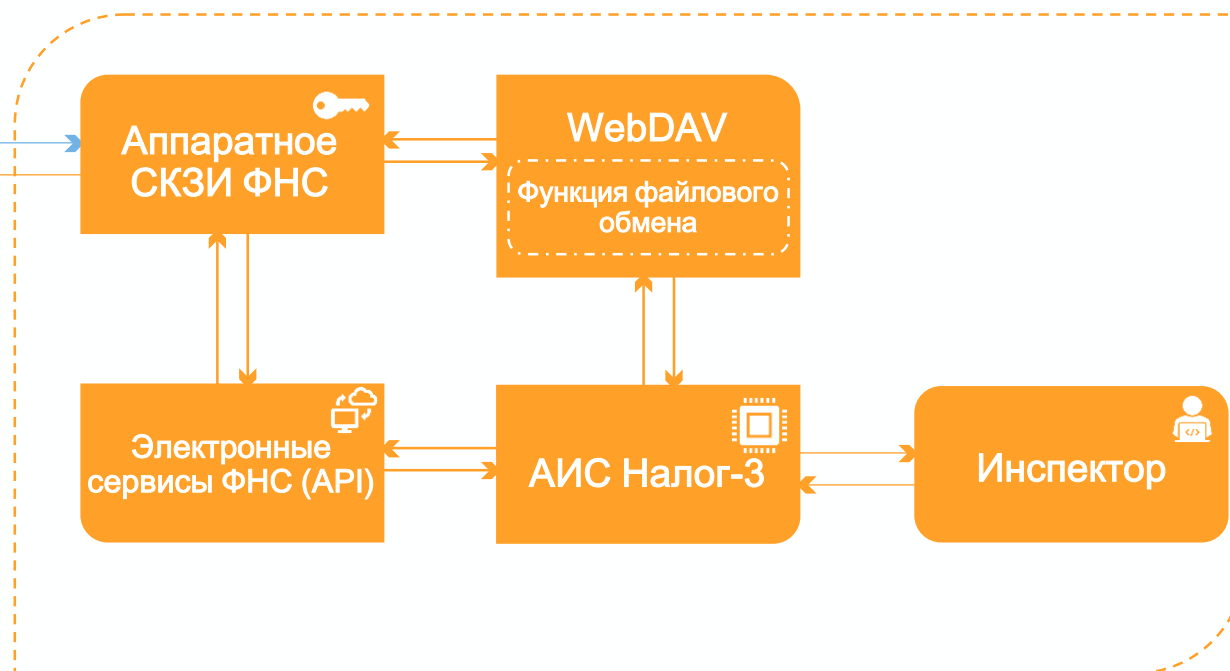 Аппаратное
СКЗИ ФНС
WebDAV
Функция файлового
обмена
Электронные
сервисы ФНС (API)
АИС Налог-3
Инспектор